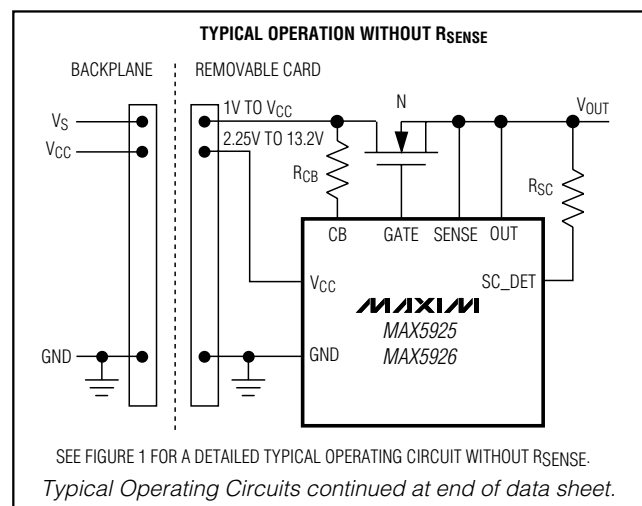 TYPICAL OPERATION WITHOUT RSENSE
BACKPLANE
REMOVABLE CARD
1V TO VCC
N
VOUT
VS
VCC
2.25V TO 13.2V
RCB
RSC
CB
GATE
SENSE
OUT
SC_DET
VCC
MAXIM
MAX5925
MAX5926
GND
GND
SEE FIGURE 1 FOR A DETAILED TYPICAL OPERATING CIRCUIT WITHOUT RSENSE.
Typical Operating Circuits continued at end of data sheet.